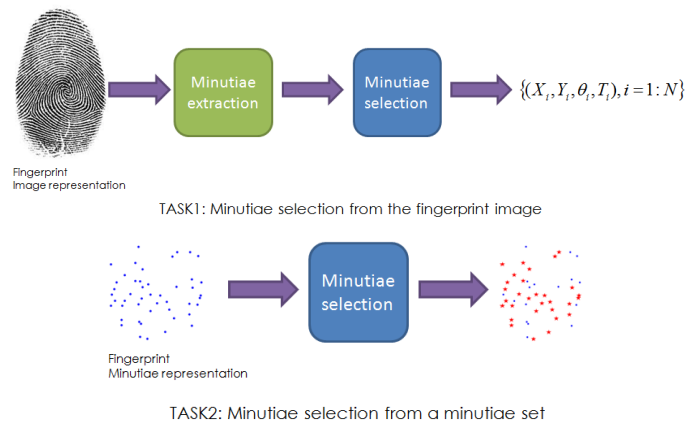 Minutiae
extraction
Minutiae
selection
{(X_i, Y_i, θ_i, T_i), i = 1 : N}
Fingerprint
Image representation
TASK1: Minutiae selection from the fingerprint image
Minutiae
selection
Fingerprint
Minutiae representation
TASK2: Minutiae selection from a minutiae set